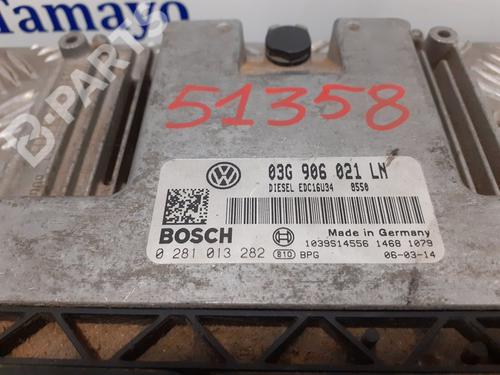 Tamayo
B-PARTS
51358
03G 906 021 LN
DIESEL EDC16U34 8550
BOSCH
Made in Germany
1039S14556 1468 1079
0 281 013 282 810 BPG 06-03-14